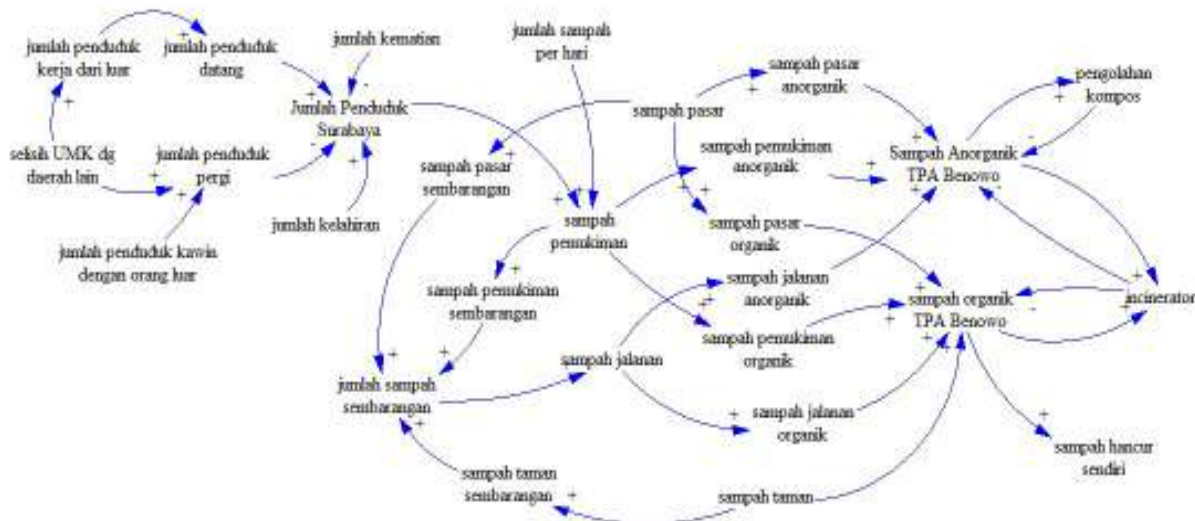 jumlah penduduk
kerja dari luar
jumlah penduduk
datang
jumlah kematian
jumlah sampah
per hari
sampah pasar
anorganik
pengolahan
kompos
Jumlah Penduduk
Surabaya
sampah pasar
selisih UMK dg
daerah lain
jumlah penduduk
pergi
sampah pasar
sembarangan
sampah pemukiman
anorganik
Sampah Anorganik
TPA Benowo
jumlah kelahiran
sampah
pemukiman
sampah pasar
organik
jumlah penduduk kawin
dengan orang luar
sampah pemukiman
sembarangan
sampah jalanan
anorganik
sampah organik
TPA Benowo
incinerator
sampah pemukiman
organik
jumlah sampah
sembarangan
sampah jalanan
sampah jalanan
organik
sampah hancur
sendiri
sampah taman
sembarangan
sampah taman